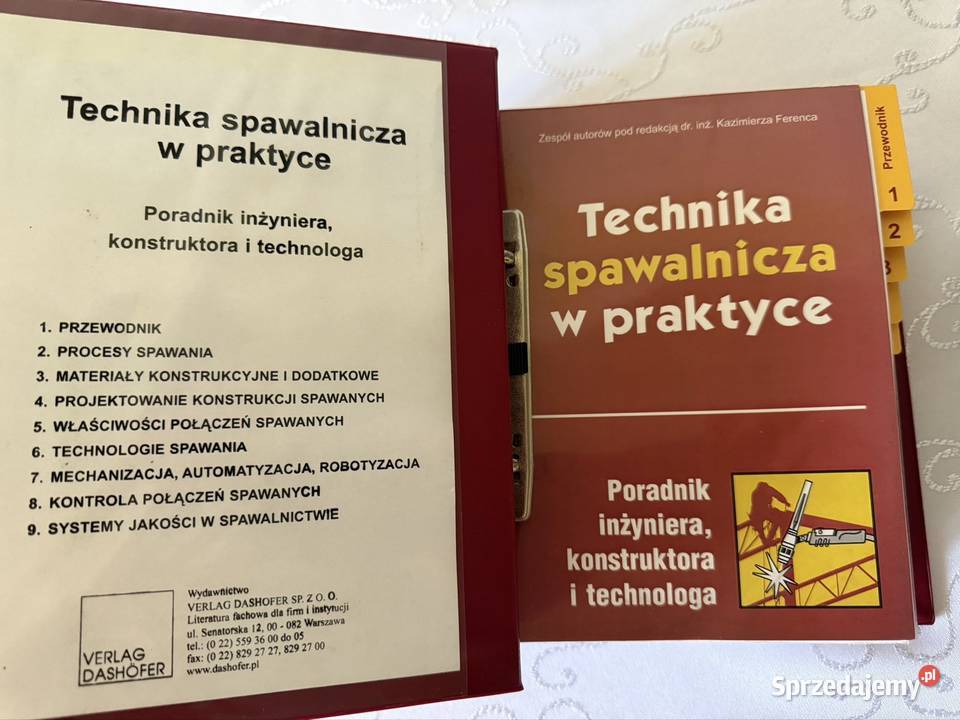 Technika spawalnicza
w praktyce
Poradnik inżyniera,
konstruktora i technologa
1. PRZEWODNIK
2. PROCESY SPAWANIA
3. MATERIAŁY KONSTRUKCYJNE I DODATKOWE
4. PROJEKTOWANIE KONSTRUKCJI SPAWANYCH
5. WŁAŚCIWOŚCI POŁĄCZEŃ SPAWANYCH
6. TECHNOLOGIE SPAWANIA
7. MECHANIZACJA, AUTOMATYZACJA, ROBOTYZACJA
8. KONTROLA POŁĄCZEŃ SPAWANYCH
9. SYSTEMY JAKOŚCI W SPAWALNICTWIE
VERLAG
DASHÖFER
Wydawnictwo
VERLAG DASHOFER SP. Z O. O.
Literatura fachowa dla firm i instytucji
ul. Senatorska 12, 00 - 082 Warszawa
tel.: (0 22) 559 36 00 do 05
fax: (0 22) 829 27 27, 829 27 00
www.dashofer.pl
Zespół autorów pod redakcją dr. inż. Kazimierza Ferenca
Technika
spawalnicza
w praktyce
Poradnik
inżyniera,
konstruktora
i technologa
Przewodnik
1
2
3
Sprzedajemy.pl